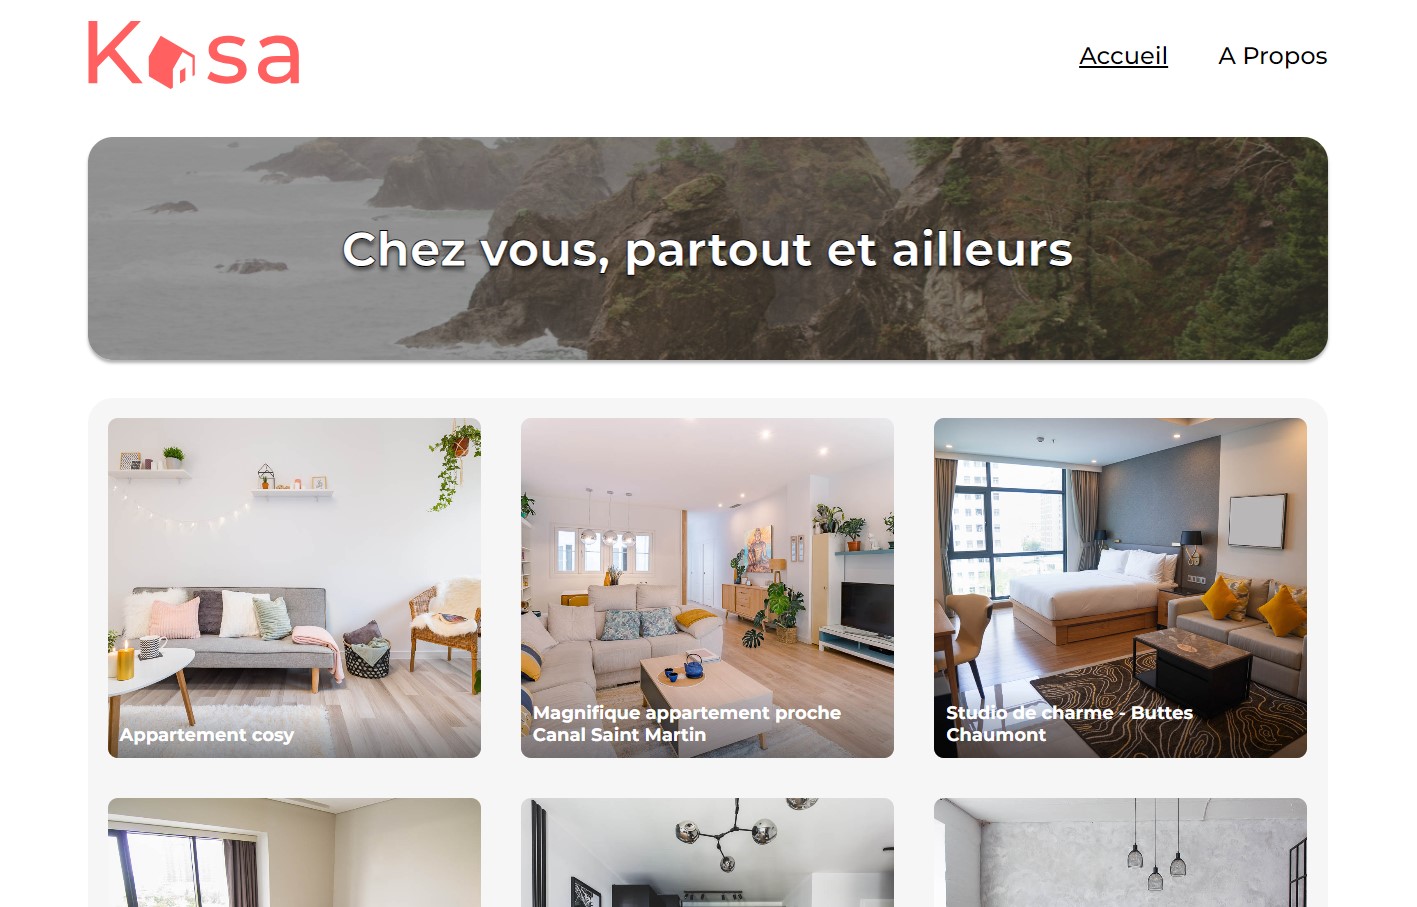 Kasa
Accueil
A Propos
Chez vous, partout et ailleurs
Appartement cosy
Magnifique appartement proche
Canal Saint Martin
Studio de charme - Buttes
Chaumont